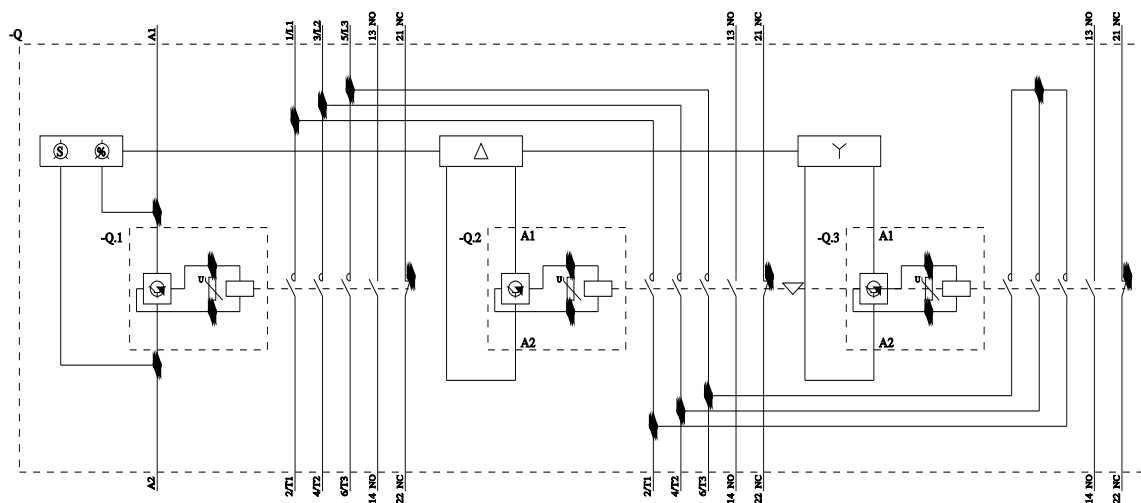 -Q
A1
1/L1
3/L2
5/L3
13 NO
21 NC
13 NO
21 NC
13 NO
21 NC
S
%
-Q.1
-Q.2
A1
-Q.3
A1
U
U
U
A2
A2
A2
2/T1
4/T2
6/T3
14 NO
22 NC
2/T1
4/T2
6/T3
14 NO
22 NC
14 NO
22 NC